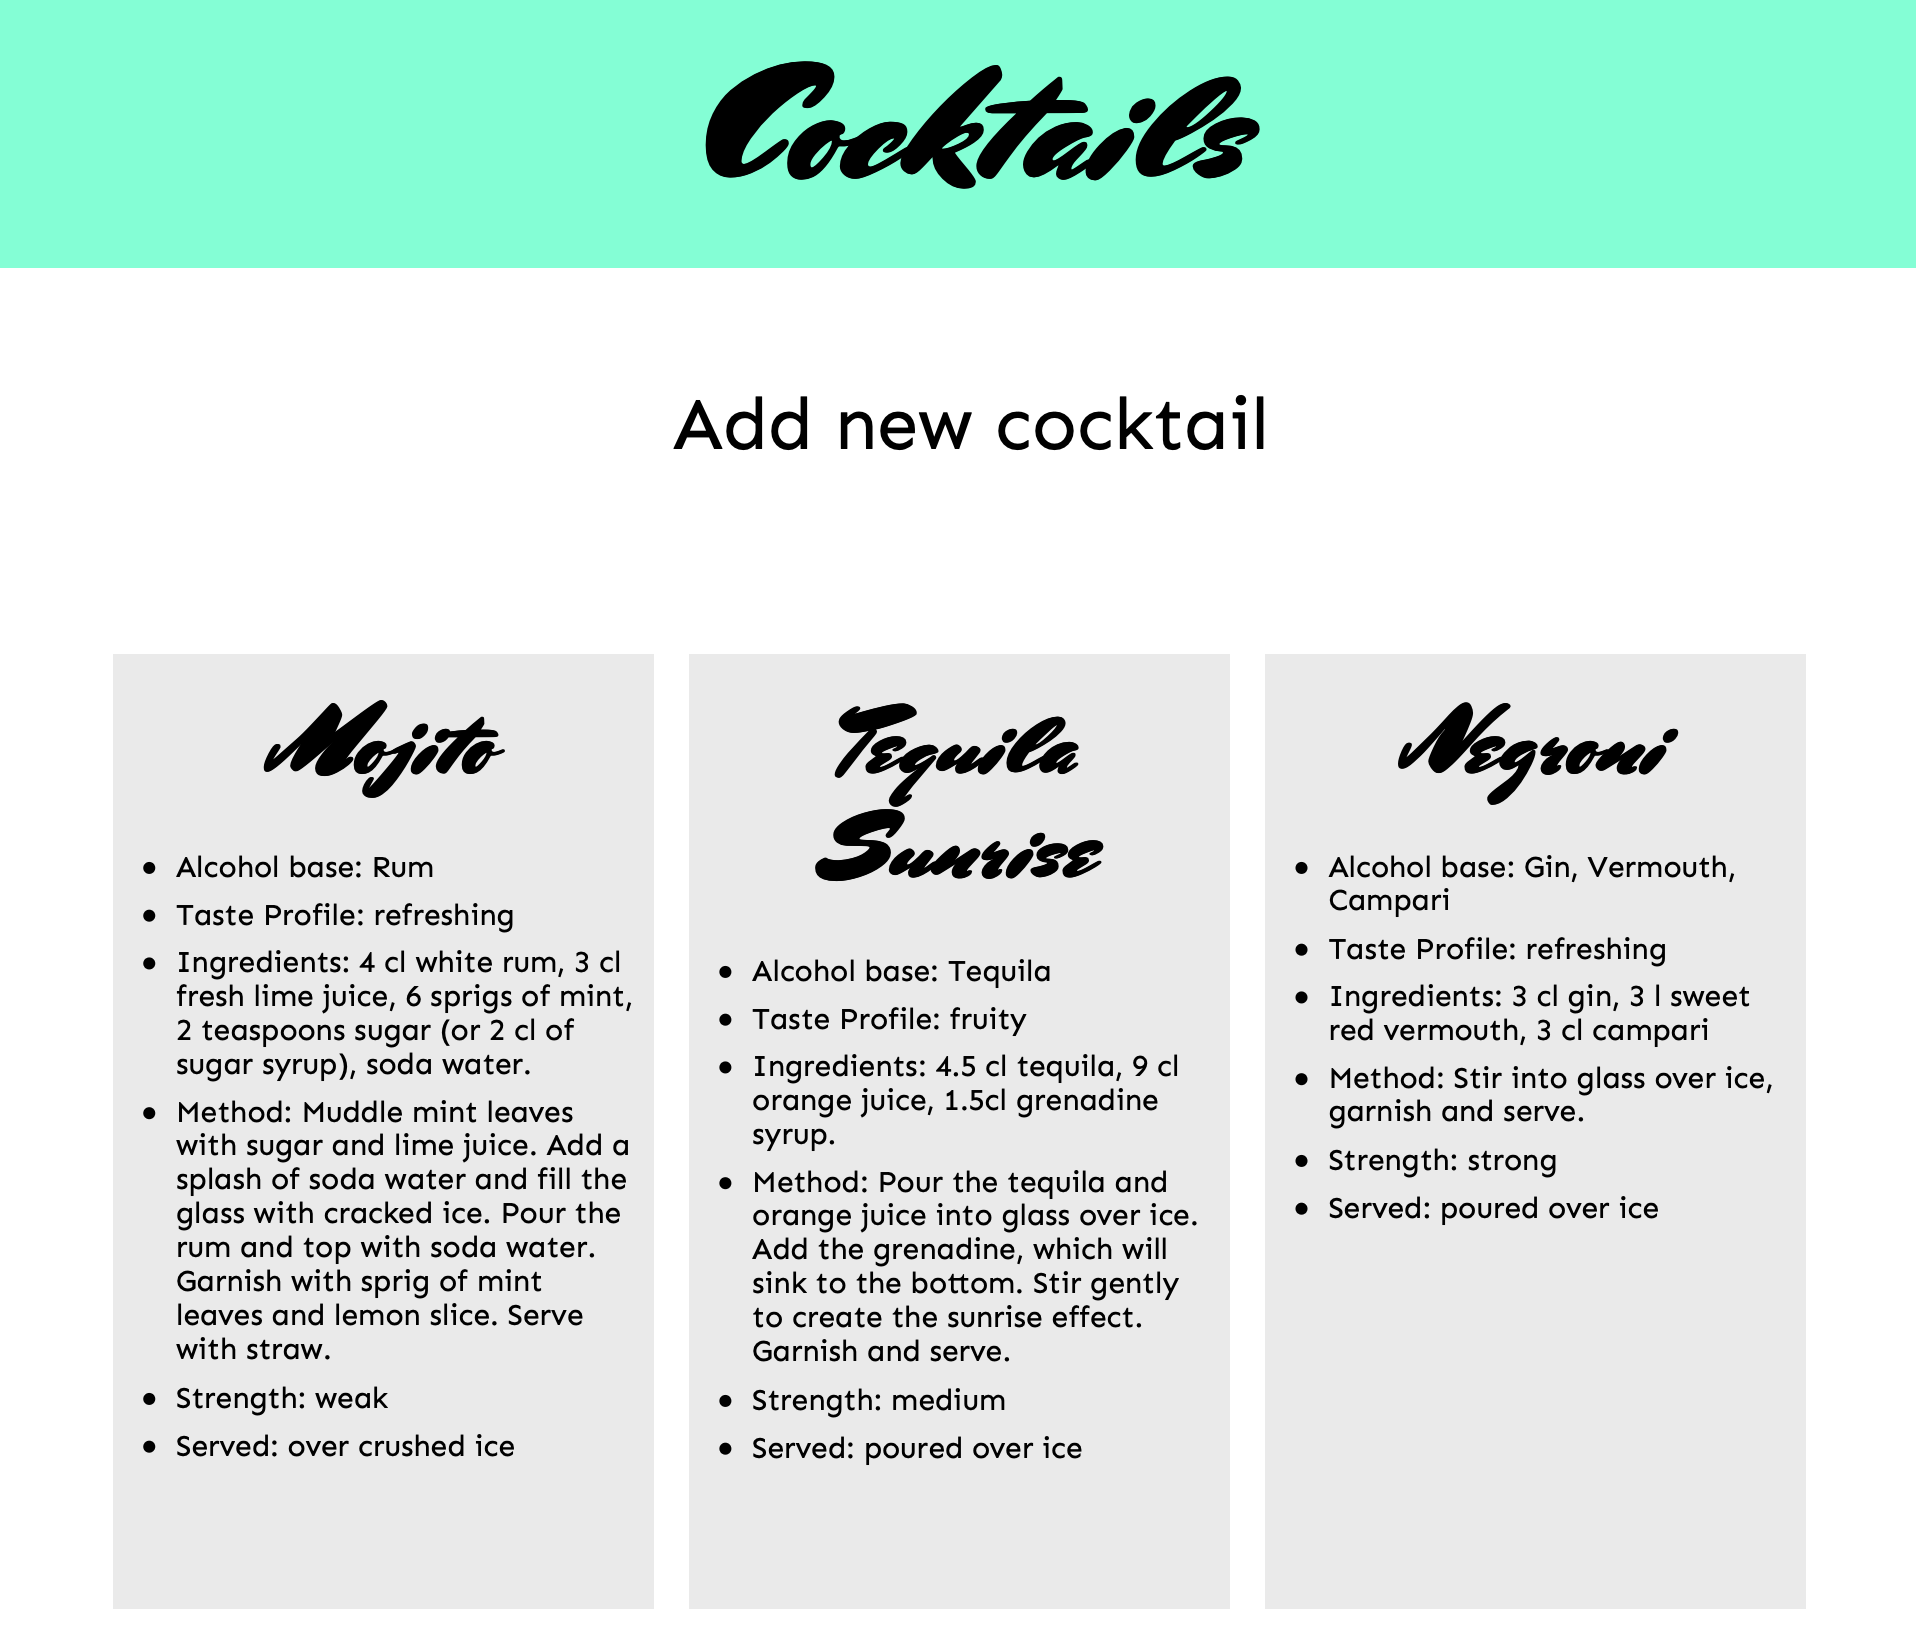 Cocktails
Add new cocktail
Mojito
• Alcohol base: Rum
• Taste Profile: refreshing
• Ingredients: 4 cl white rum, 3 cl
fresh lime juice, 6 sprigs of mint,
2 teaspoons sugar (or 2 cl of
sugar syrup), soda water.
• Method: Muddle mint leaves
with sugar and lime juice. Add a
splash of soda water and fill the
glass with cracked ice. Pour the
rum and top with soda water.
Garnish with sprig of mint
leaves and lemon slice. Serve
with straw.
• Strength: weak
• Served: over crushed ice
Tequila
Sunrise
• Alcohol base: Tequila
• Taste Profile: fruity
• Ingredients: 4.5 cl tequila, 9 cl
orange juice, 1.5cl grenadine
syrup.
• Method: Pour the tequila and
orange juice into glass over ice.
Add the grenadine, which will
sink to the bottom. Stir gently
to create the sunrise effect.
Garnish and serve.
• Strength: medium
• Served: poured over ice
Negroni
• Alcohol base: Gin, Vermouth,
Campari
• Taste Profile: refreshing
• Ingredients: 3 cl gin, 3 l sweet
red vermouth, 3 cl campari
• Method: Stir into glass over ice,
garnish and serve.
• Strength: strong
• Served: poured over ice